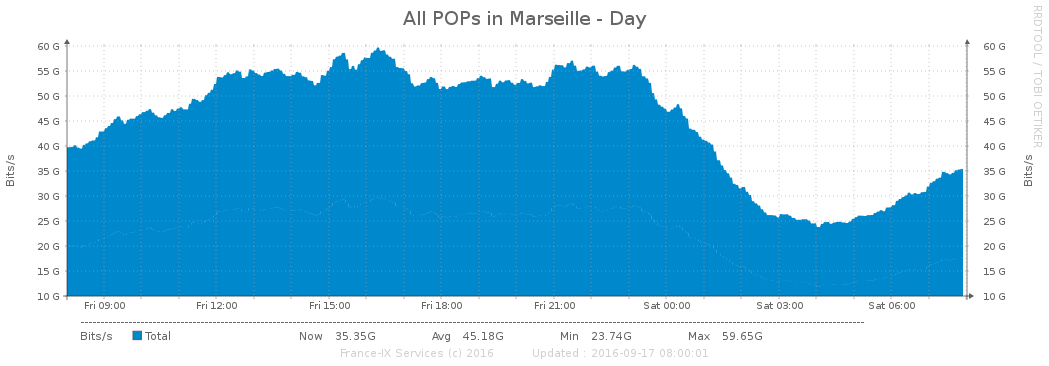 All POPs in Marseille - Day
RRDTOOL / TOBI OETIKER
Bits/s
60 G
55 G
50 G
45 G
40 G
35 G
30 G
25 G
20 G
15 G
10 G
60 G
55 G
50 G
45 G
40 G
35 G
30 G
25 G
20 G
15 G
10 G
Bits/s
Fri 09:00 Fri 12:00 Fri 15:00 Fri 18:00 Fri 21:00 Sat 00:00 Sat 03:00 Sat 06:00
Bits/s Total Now 35.35G Avg 45.18G Min 23.74G Max 59.65G
France-IX Services (c) 2016 Updated : 2016-09-17 08:00:01